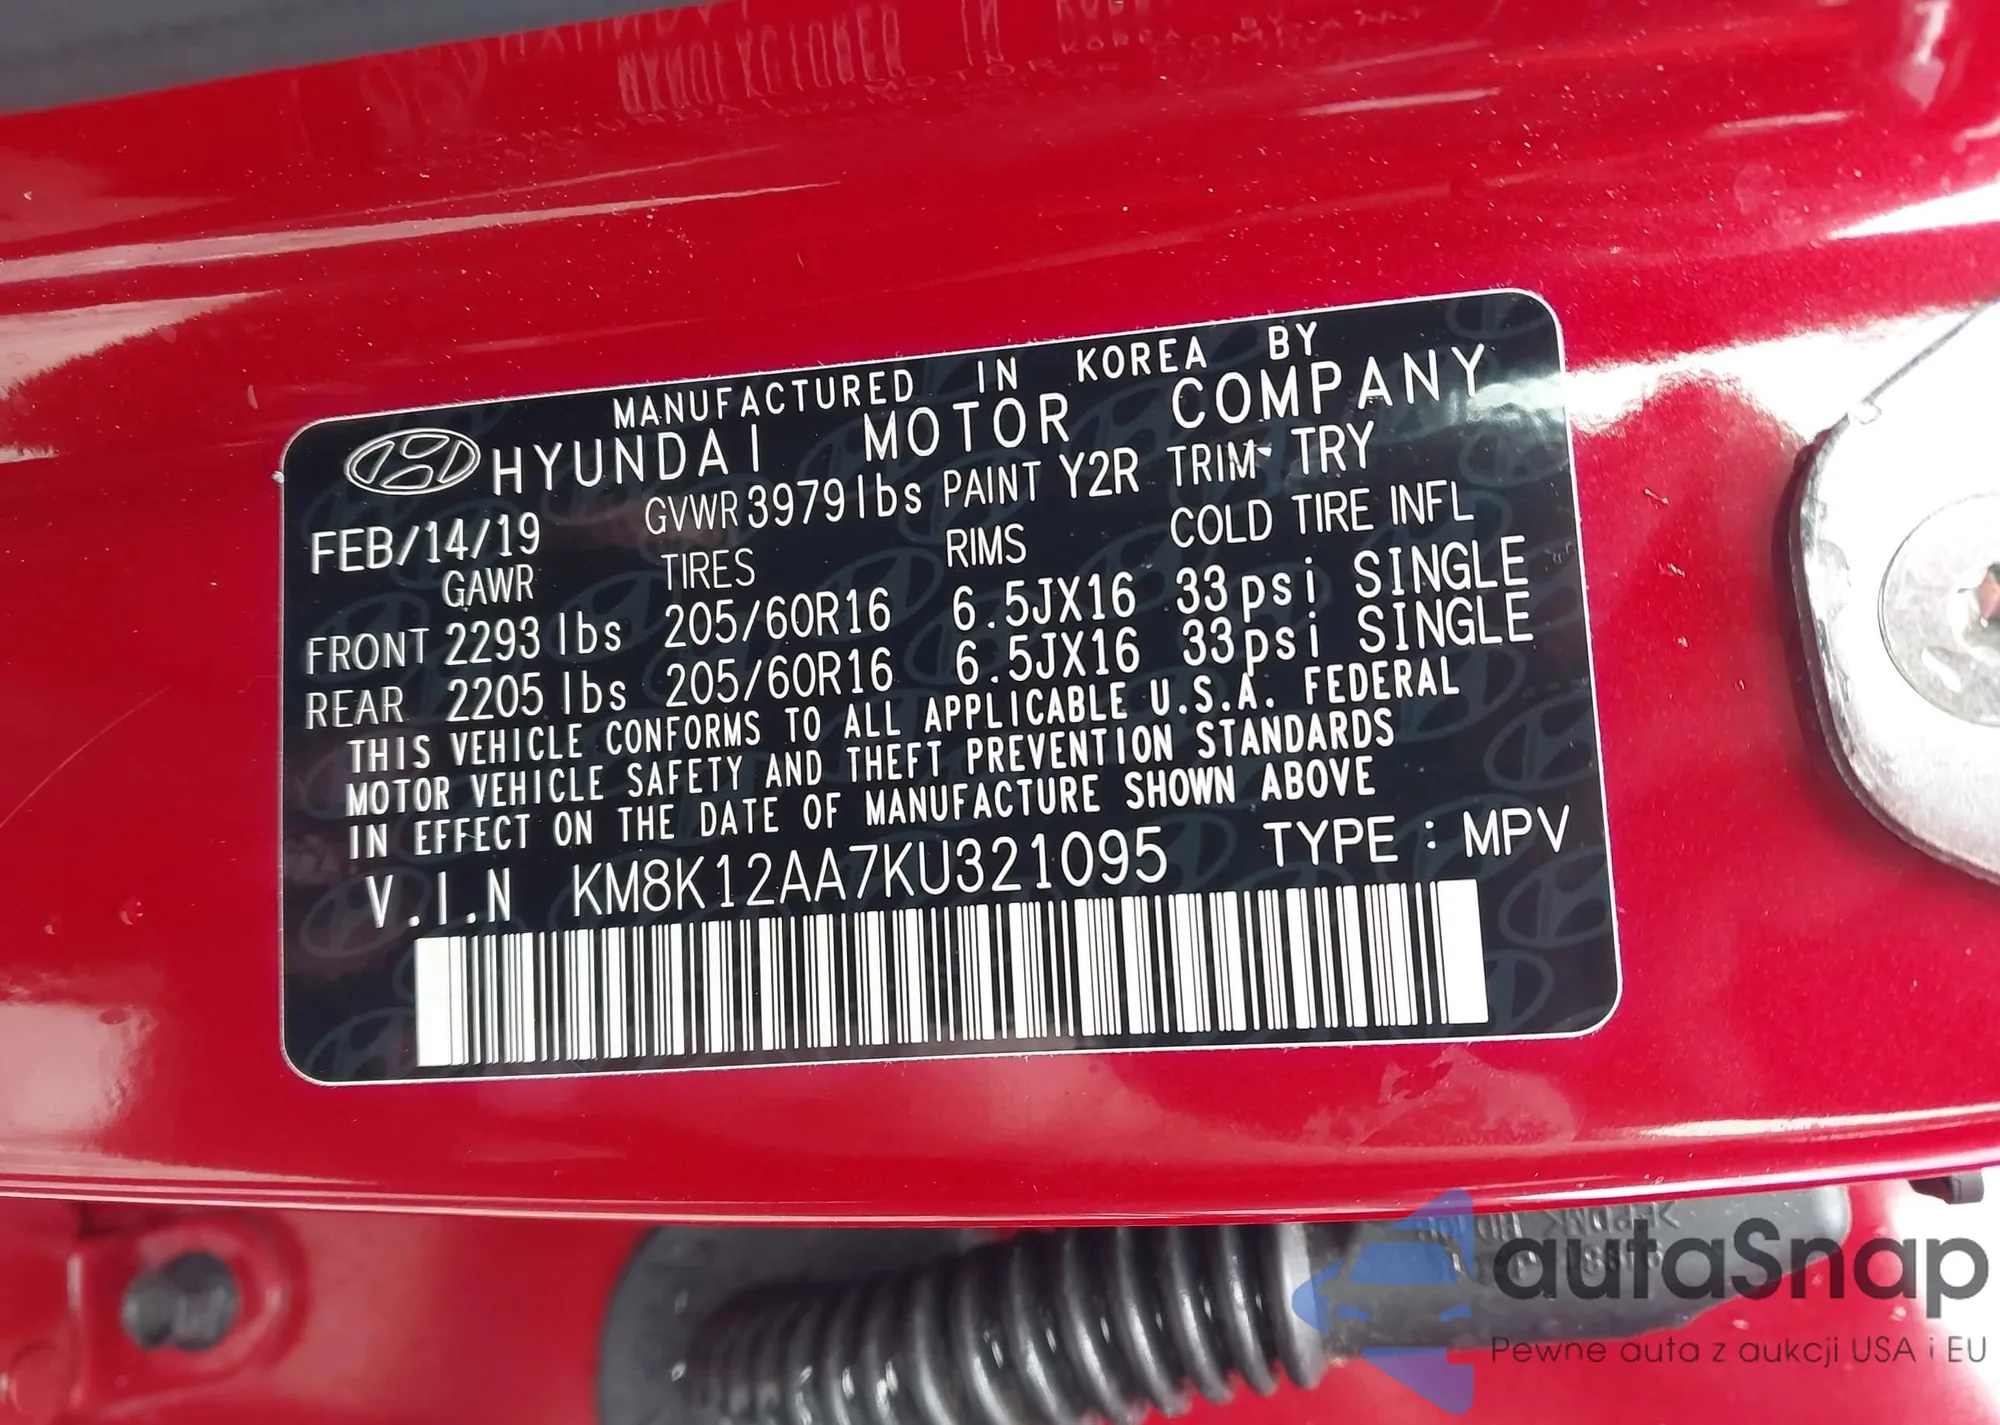 MANUFACTURED IN KOREA BY
HYUNDAI MOTOR COMPANY
FEB/14/19 GVWR 3979lbs PAINT Y2R TRIM TRY
GAWR TIRES RIMS COLD TIRE INFL
FRONT 2293 lbs 205/60R16 6.5JX16 33psi SINGLE
REAR 2205 lbs 205/60R16 6.5JX16 33psi SINGLE
THIS VEHICLE CONFORMS TO ALL APPLICABLE U.S.A. FEDERAL
MOTOR VEHICLE SAFETY AND THEFT PREVENTION STANDARDS
IN EFFECT ON THE DATE OF MANUFACTURE SHOWN ABOVE
V.I.N KM8K12AA7KU321095 TYPE : MPV
autaSnap
Pewne auta z aukcji USA i EU